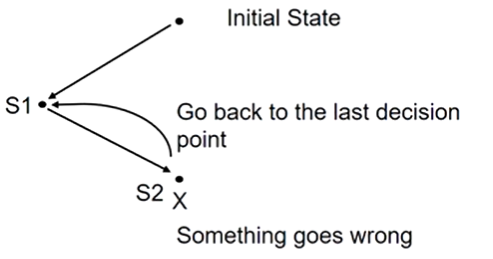 Initial State
S1
Go back to the last decision
point
S2
X
Something goes wrong